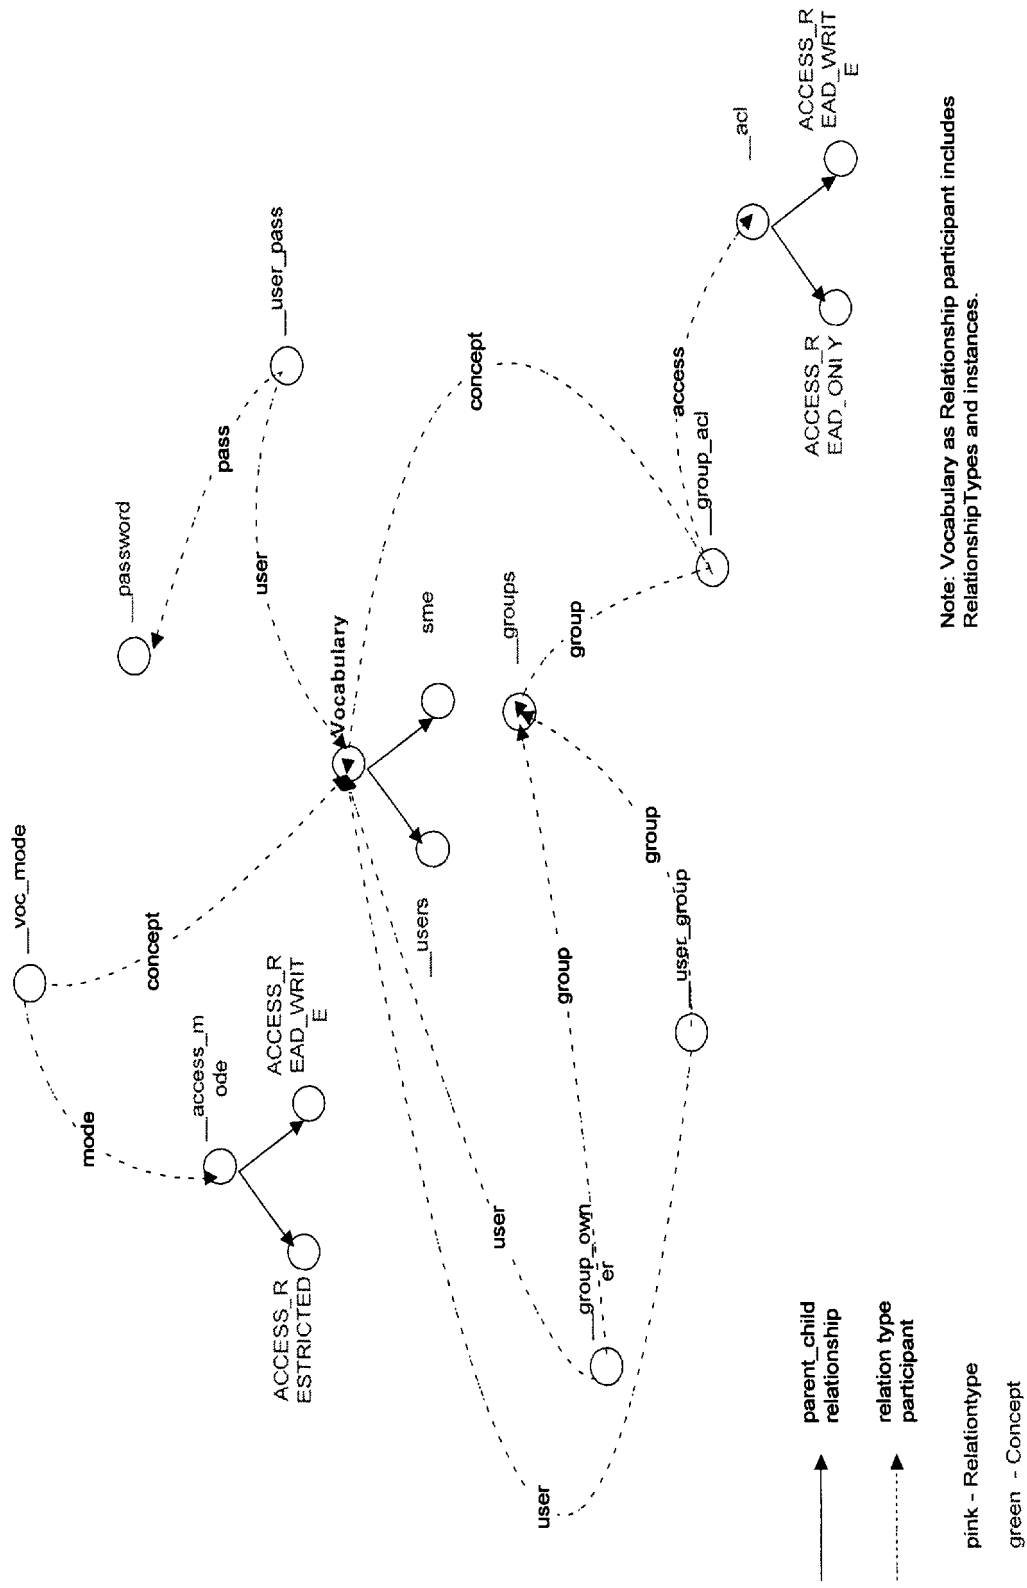 __voc_mode
mode
__password
concept
__access_m
ode
pass
user
__user_pass
ACCESS_R
ESTRICTED
ACCESS_R
EAD_WRIT
E
Vocabulary
__users
sme
concept
user
__groups
user
group
group
__group_own
er
group
access
__user_group
__group_acl
__acl
ACCESS_R
EAD_ONLY
ACCESS_R
EAD_WRIT
E
parent_child
relationship
relation type
participant
Note: Vocabulary as Relationship participant includes
RelationshipTypes and instances.
pink - Relationtype
green - Concept